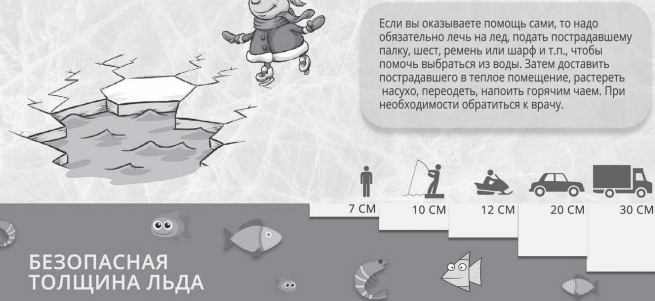 Если вы оказываете помощь сами, то надо
обязательно лечь на лед, подать пострадавшему
палку, шест, ремень или шарф и т.п., чтобы
помочь выбраться из воды. Затем доставить
пострадавшего в теплое помещение, растереть
насухо, переодеть, напоить горячим чаем. При
необходимости обратиться к врачу.
7 СМ 10 СМ 12 СМ 20 СМ 30 СМ
БЕЗОПАСНАЯ
ТОЛЩИНА ЛЬДА